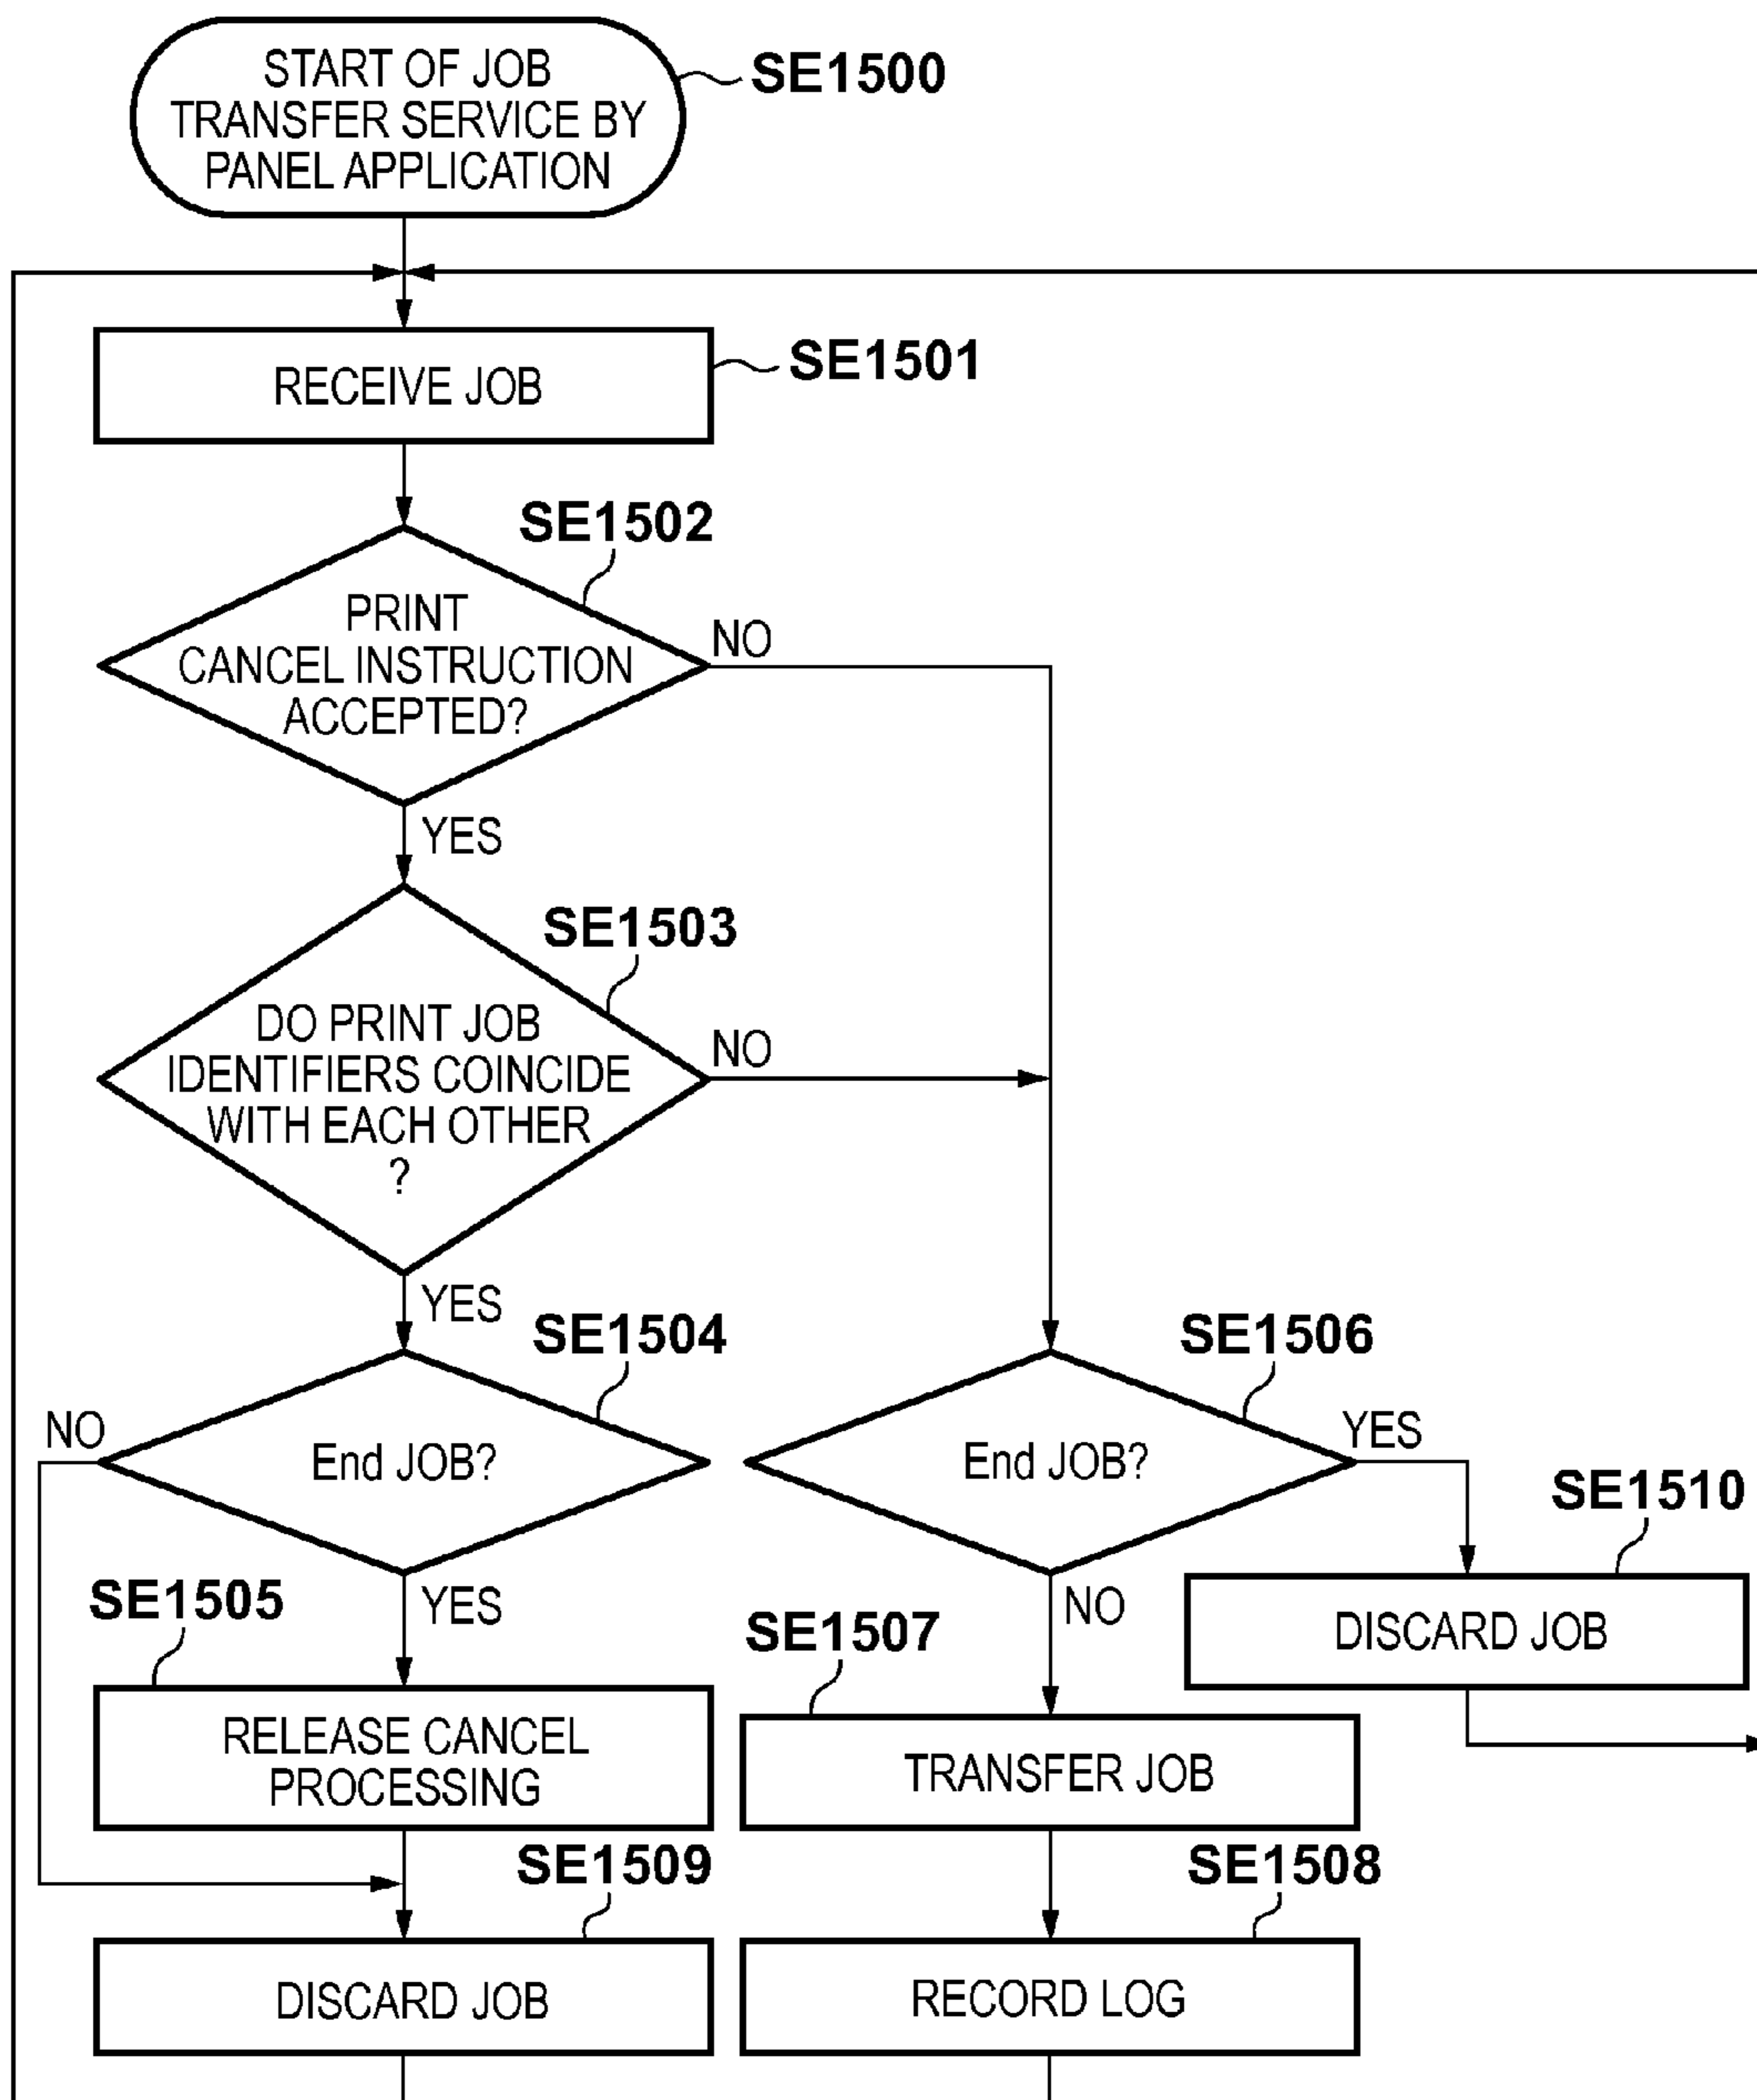 START OF JOB
TRANSFER SERVICE BY
PANEL APPLICATION
SE1500
RECEIVE JOB
SE1501
SE1502
PRINT
CANCEL INSTRUCTION
ACCEPTED?
NO
YES
SE1503
DO PRINT JOB
IDENTIFIERS COINCIDE
WITH EACH OTHER
?
NO
YES
SE1504
End JOB?
NO
YES
SE1506
End JOB?
YES
NO
SE1510
DISCARD JOB
SE1505
RELEASE CANCEL
PROCESSING
SE1507
TRANSFER JOB
SE1509
DISCARD JOB
SE1508
RECORD LOG